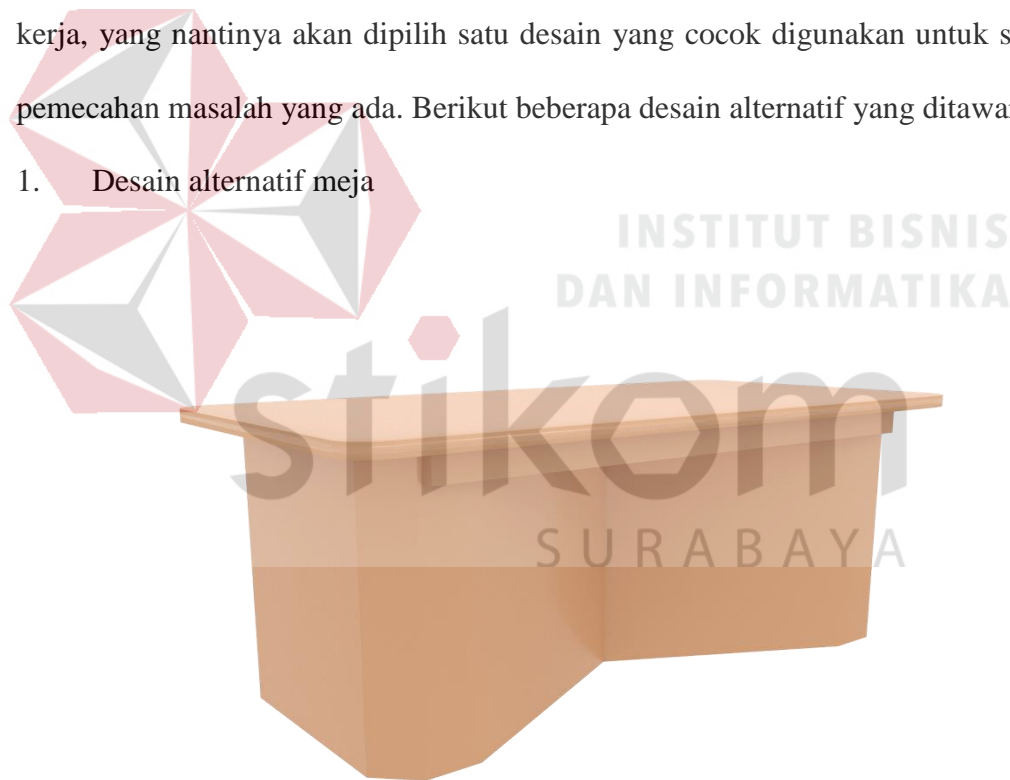 kerja, yang nantinya akan dipilih satu desain yang cocok digunakan untuk
pemecahan masalah yang ada. Berikut beberapa desain alternatif yang
1. Desain alternatif meja
INSTITUT BISNIS
DAN INFORMATIKA
stikom
SURABAYA